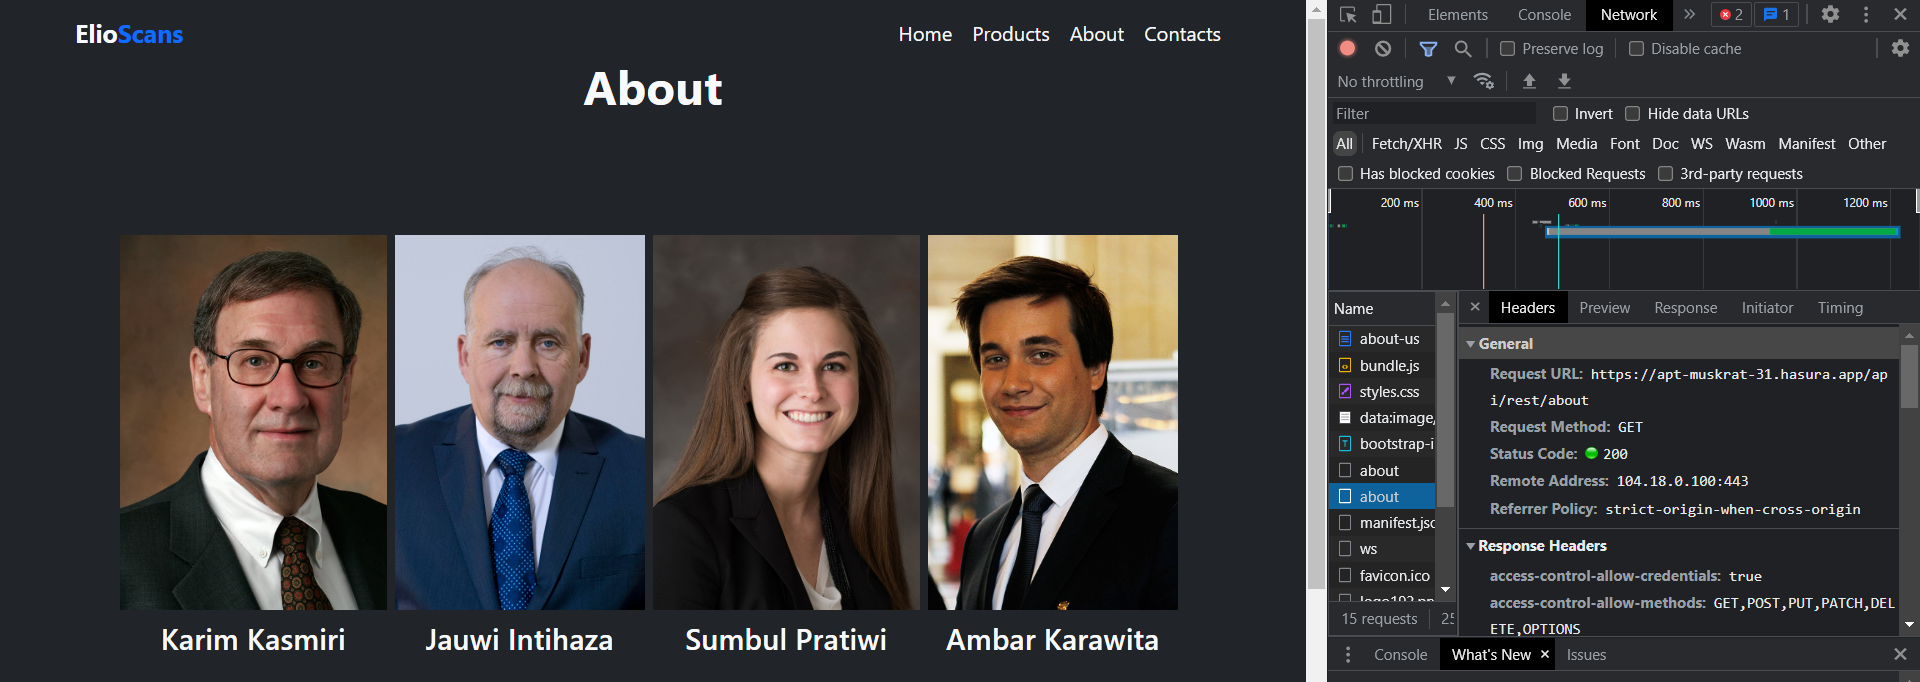 ElioScans
Home Products About Contacts
About
Karim Kasmiri
Jauwi Intihaza
Sumbul Pratiwi
Ambar Karawita
Elements Console Network 2 1
Preserve log Disable cache
No throttling
Filter Invert Hide data URLs
All Fetch/XHR JS CSS Img Media Font Doc WS Wasm Manifest Other
Has blocked cookies Blocked Requests 3rd-party requests
200 ms 400 ms 600 ms 800 ms 1000 ms 1200 ms
Name
about-us
bundle.js
styles.css
data:image/
bootstrap-i
about
about
manifest.jsc
ws
favicon.ico
15 requests 25
Headers Preview Response Initiator Timing
General
Request URL: https://apt-muskrat-31.hasura.app/ap
i/rest/about
Request Method: GET
Status Code: 200
Remote Address: 104.18.0.100:443
Referrer Policy: strict-origin-when-cross-origin
Response Headers
access-control-allow-credentials: true
access-control-allow-methods: GET,POST,PUT,PATCH,DEL
ETE,OPTIONS
Console What's New Issues